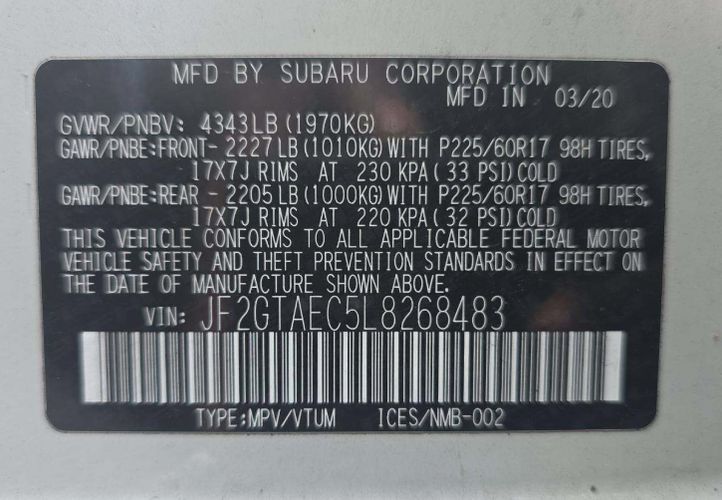 MFD BY SUBARU CORPORATION
MFD IN 03/20
GVWR/PNBV: 4343LB (1970KG)
GAWR/PNBE:FRONT- 2227LB (1010KG) WITH P225/60R17 98H TIRES,
17X7J RIMS AT 230 KPA ( 33 PSI) COLD
GAWR/PNBE:REAR - 2205LB (1000KG) WITH P225/60R17 98H TIRES,
17X7J RIMS AT 220 KPA ( 32 PSI) COLD
THIS VEHICLE CONFORMS TO ALL APPLICABLE FEDERAL MOTOR
VEHICLE SAFETY AND THEFT PREVENTION STANDARDS IN EFFECT ON
THE DATE OF MANUFACTURE SHOWN ABOVE.
VIN: JF2GTAEC5L8268483
TYPE:MPV/VTUM ICES/NMB-002